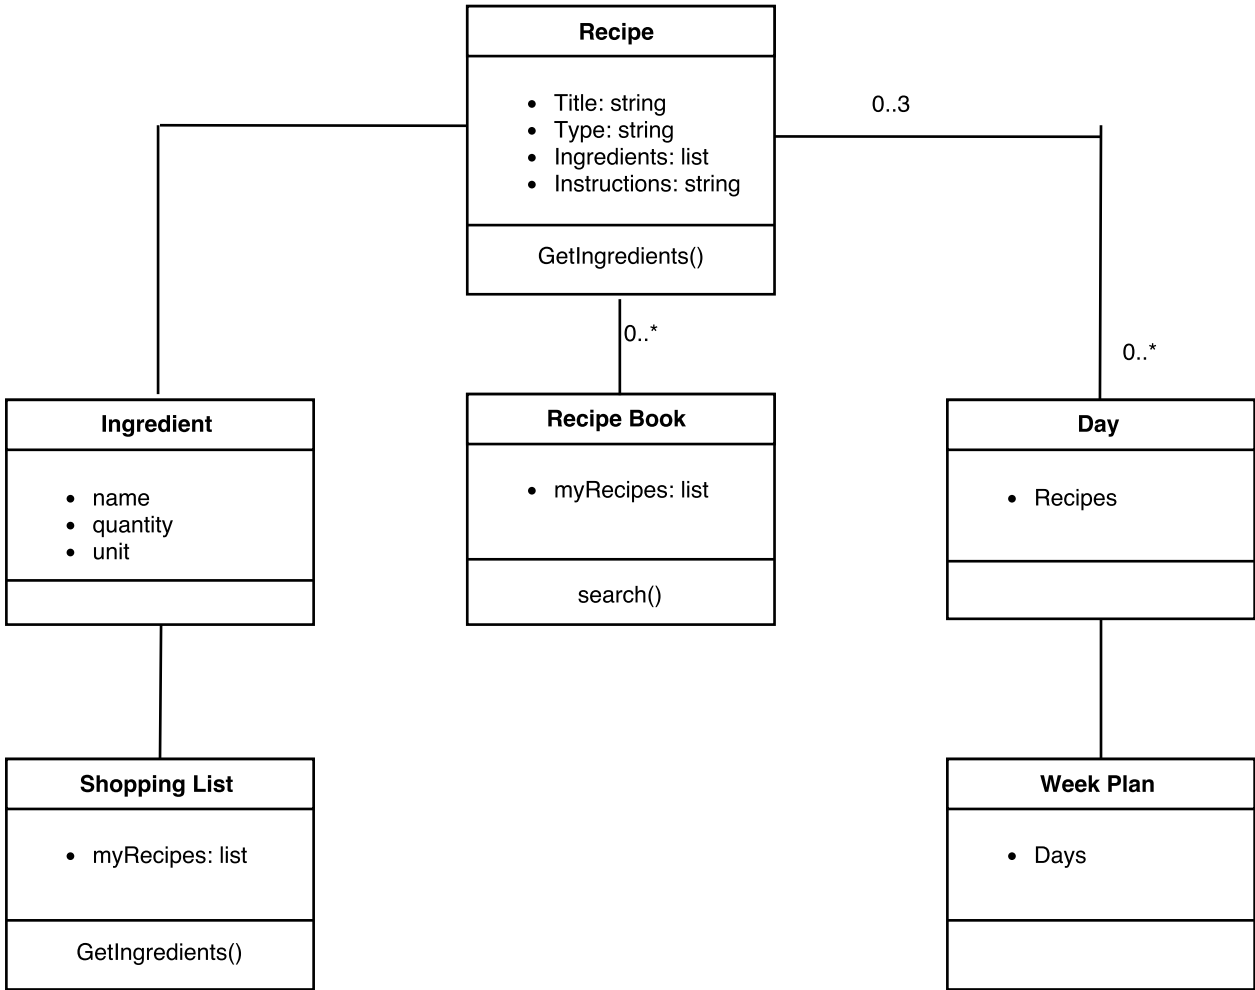 Recipe
• Title: string
• Type: string
• Ingredients: list
• Instructions: string
GetIngredients()
0..3
0..*
0..*
Ingredient
• name
• quantity
• unit
Recipe Book
• myRecipes: list
search()
Day
• Recipes
Shopping List
• myRecipes: list
GetIngredients()
Week Plan
• Days